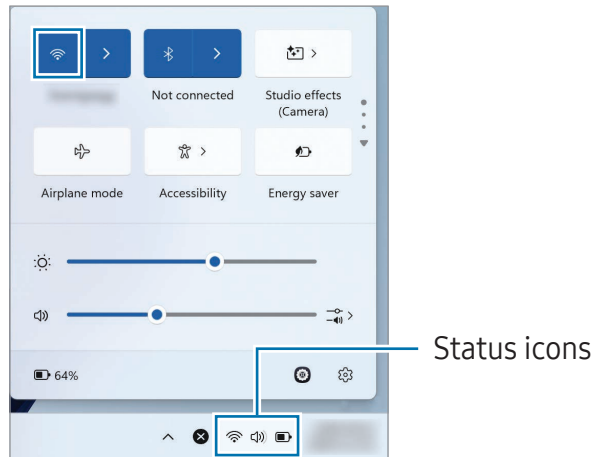 Not connected
Studio effects
(Camera)
Airplane mode
Accessibility
Energy saver
64%
Status icons